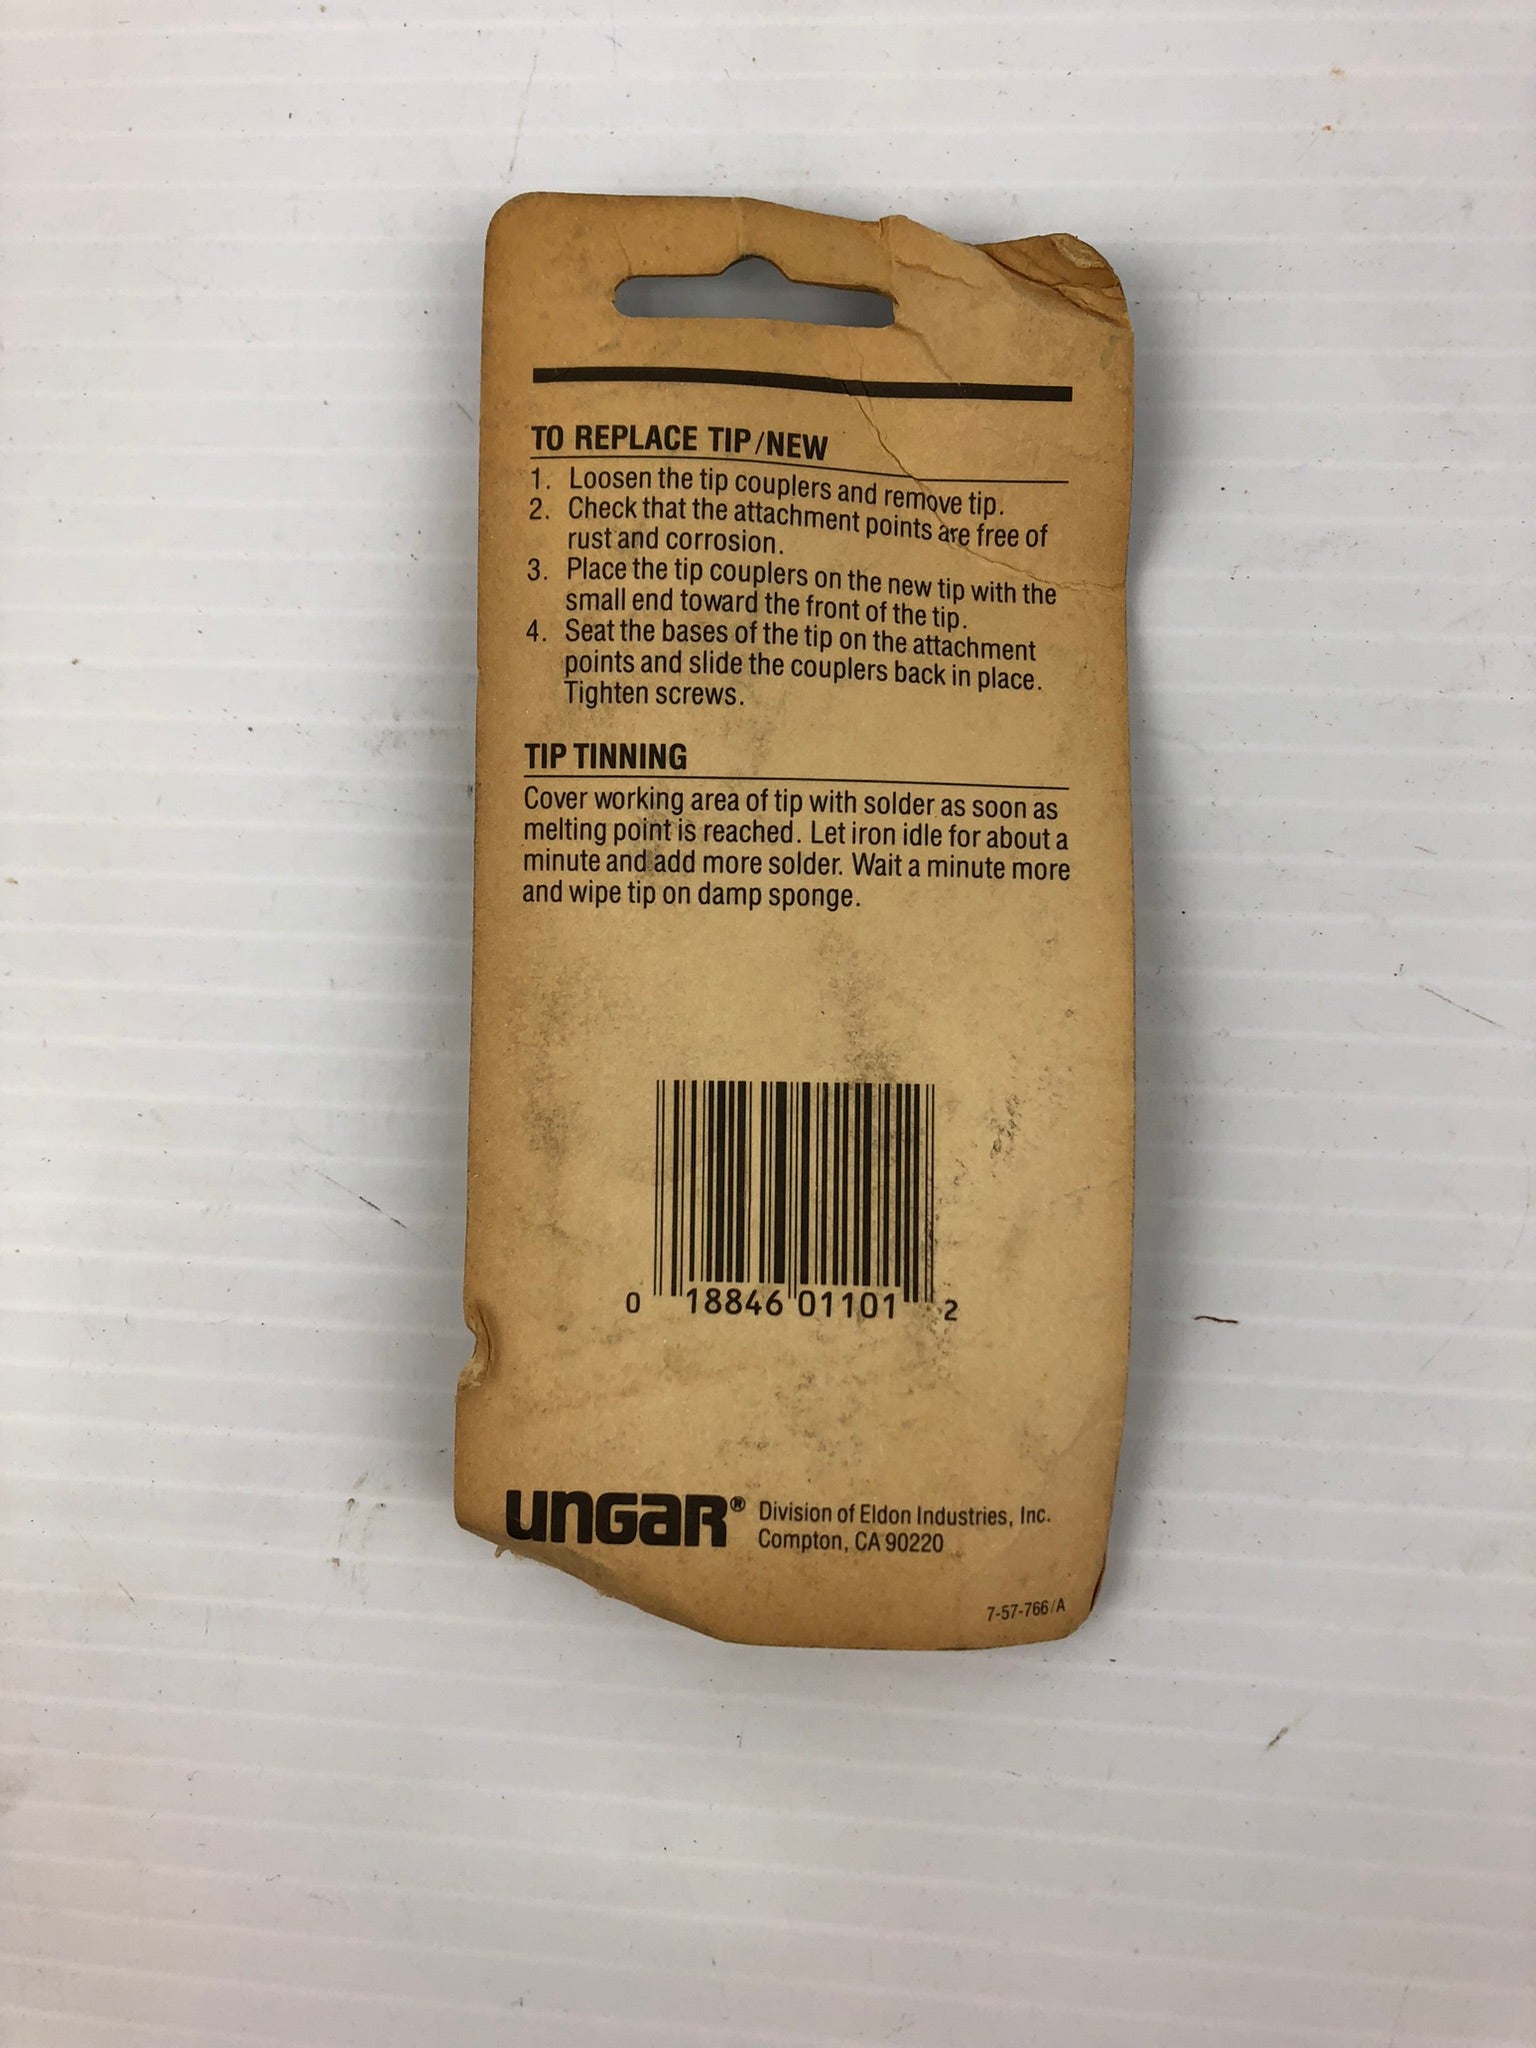 TO REPLACE TIP/NEW
1. Loosen the tip couplers and remove tip.
2. Check that the attachment points are free of
rust and corrosion.
3. Place the tip couplers on the new tip with the
small end toward the front of the tip.
4. Seat the bases of the tip on the attachment
points and slide the couplers back in place.
Tighten screws.
TIP TINNING
Cover working area of tip with solder as soon as
melting point is reached. Let iron idle for about a
minute and add more solder. Wait a minute more
and wipe tip on damp sponge.
0 18846 01101 2
UNGAR® Division of Eldon Industries, Inc.
Compton, CA 90220
7-57-766/A